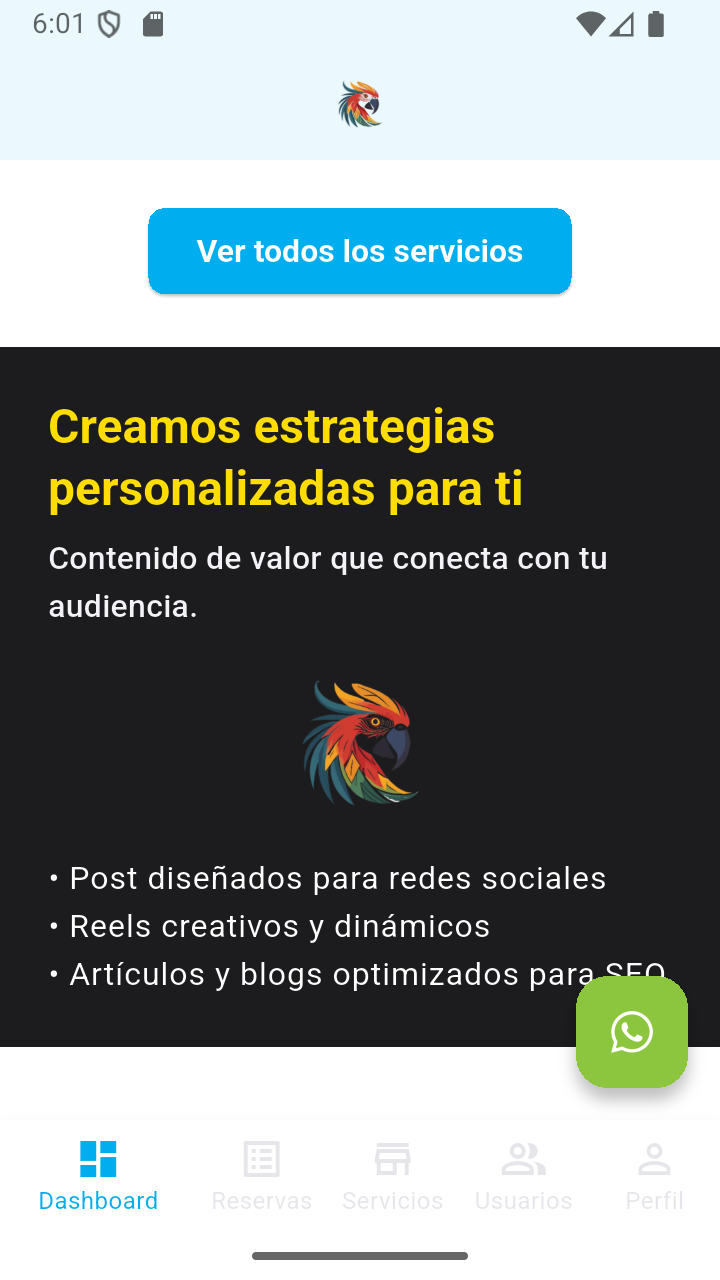 6:01
Ver todos los servicios
Creamos estrategias
personalizadas para ti
Contenido de valor que conecta con tu
audiencia.
• Post diseñados para redes sociales
• Reels creativos y dinámicos
• Artículos y blogs optimizados para SEO
Dashboard
Reservas
Servicios
Usuarios
Perfil